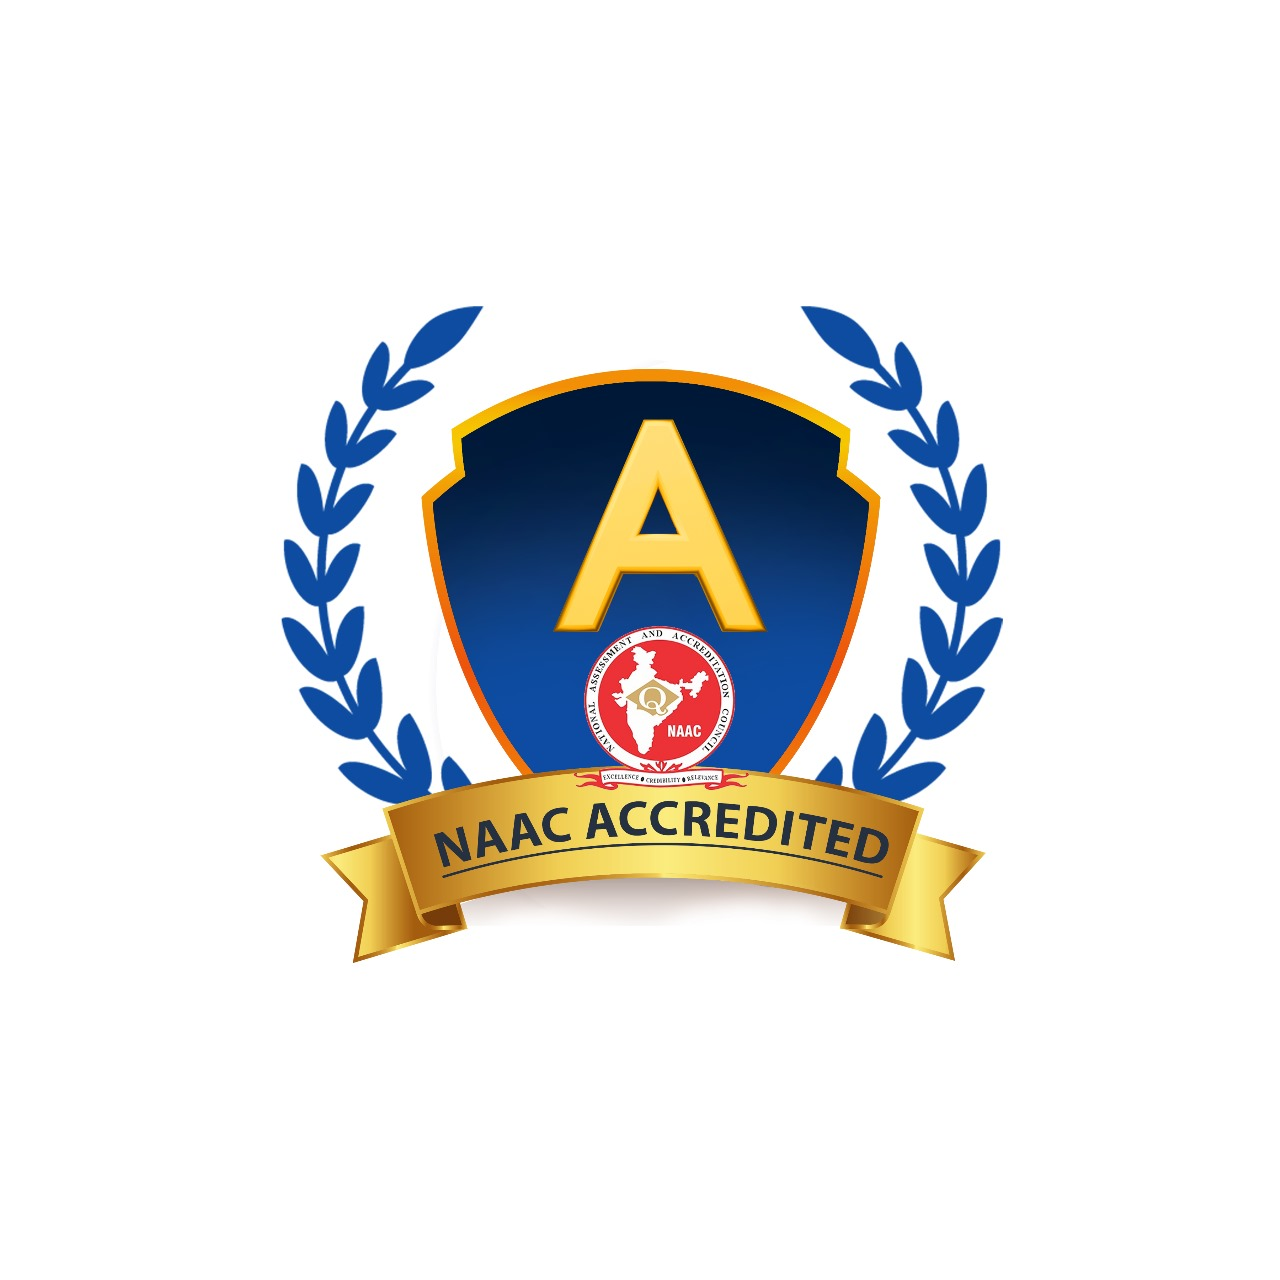 A
NATIONAL ASSESSMENT AND ACCREDITATION COUNCIL
Q
NAAC
EXCELLENCE • CREDIBILITY • RELEVANCE
NAAC ACCREDITED